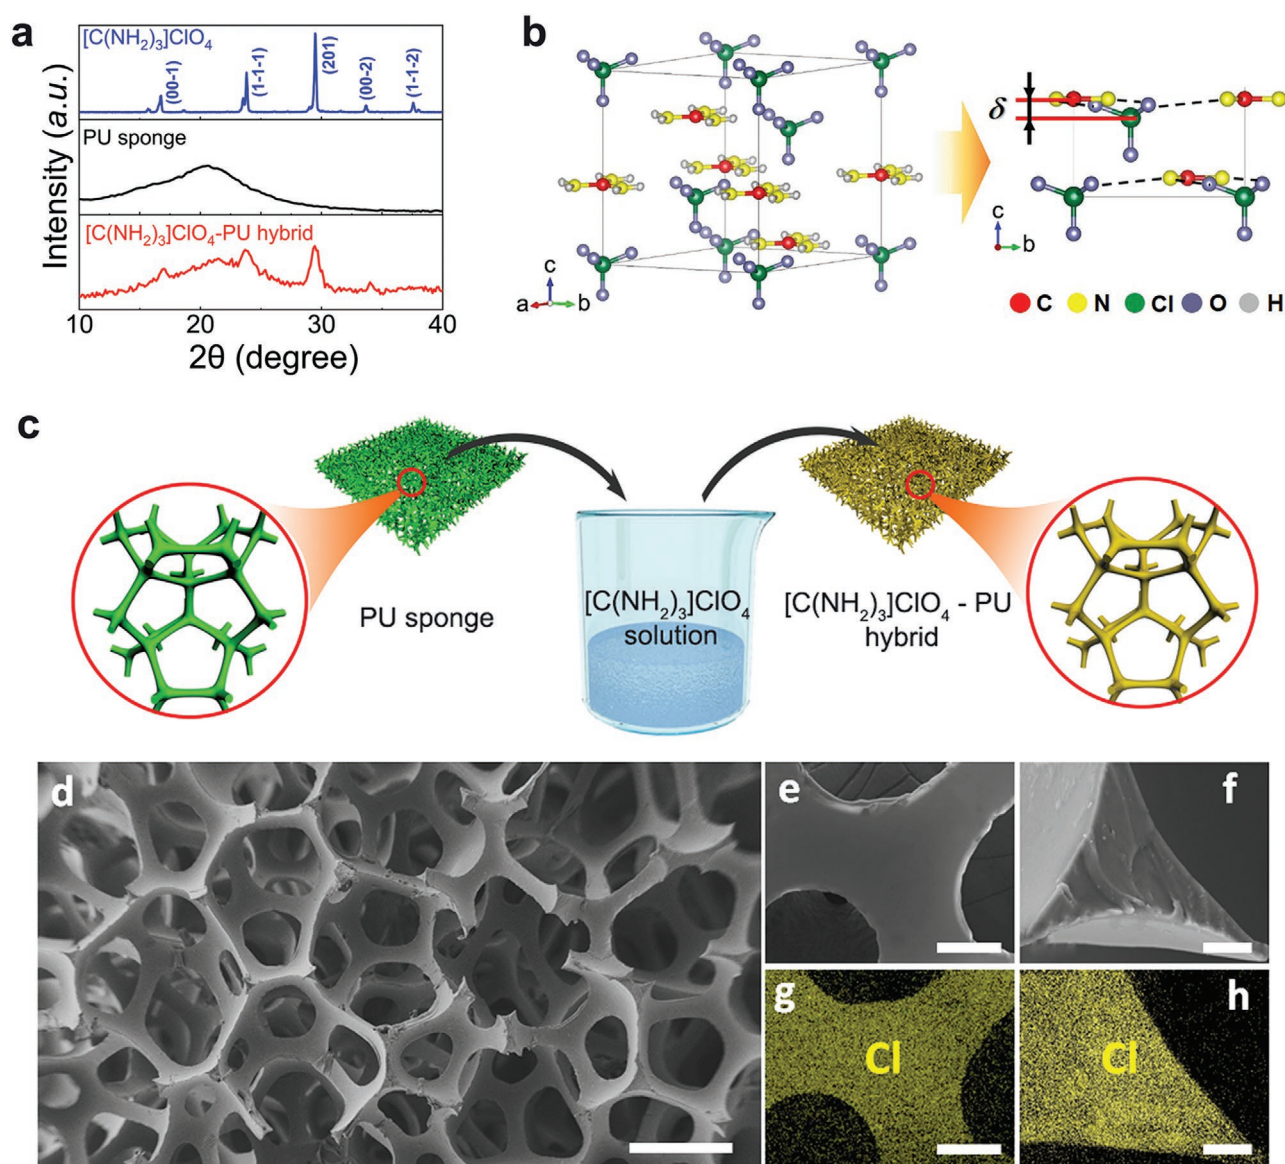 a
[C(NH2)3]ClO4
(00-1)
(1-1-1)
(201)
(00-2)
(1-1-2)
PU sponge
[C(NH2)3]ClO4-PU hybrid
Intensity (a.u.)
10 20 30 40
2θ (degree)
b
c
a
b
δ
c
b
C N Cl O H
c
PU sponge
[C(NH2)3]ClO4
solution
[C(NH2)3]ClO4 - PU
hybrid
d
e
f
g
Cl
h
Cl